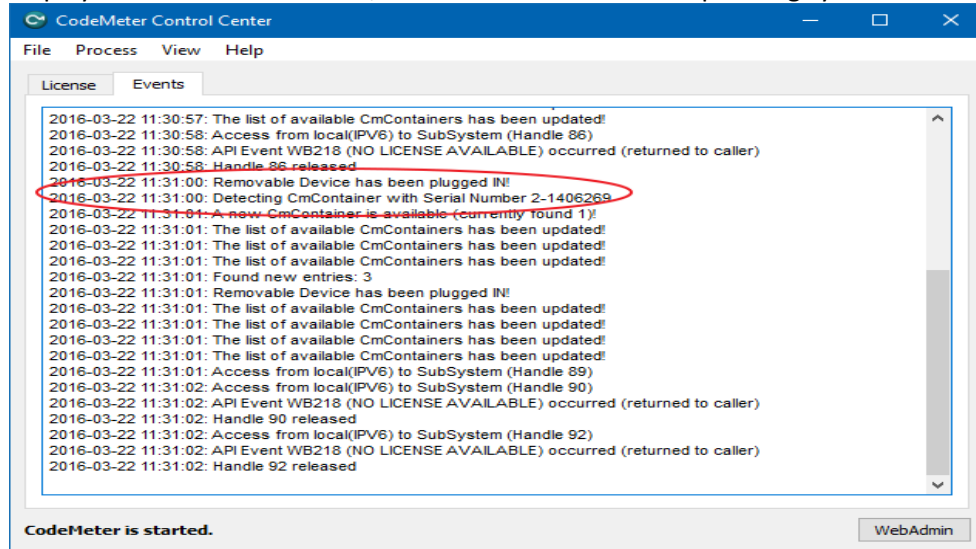 CodeMeter Control Center
File Process View Help
License Events
2016-03-22 11:30:57: The list of available CmContainers has been updated!
2016-03-22 11:30:58: Access from local(IPV6) to SubSystem (Handle 86)
2016-03-22 11:30:58: API Event WB218 (NO LICENSE AVAILABLE) occurred (returned to caller)
2016-03-22 11:30:58: Handle 86 released
2016-03-22 11:31:00: Removable Device has been plugged IN!
2016-03-22 11:31:00: Detecting CmContainer with Serial Number 2-1406269
2016-03-22 11:31:01: A new CmContainer is available (currently found 1)!
2016-03-22 11:31:01: The list of available CmContainers has been updated!
2016-03-22 11:31:01: The list of available CmContainers has been updated!
2016-03-22 11:31:01: The list of available CmContainers has been updated!
2016-03-22 11:31:01: Found new entries: 3
2016-03-22 11:31:01: Removable Device has been plugged IN!
2016-03-22 11:31:01: The list of available CmContainers has been updated!
2016-03-22 11:31:01: The list of available CmContainers has been updated!
2016-03-22 11:31:01: The list of available CmContainers has been updated!
2016-03-22 11:31:01: The list of available CmContainers has been updated!
2016-03-22 11:31:01: Access from local(IPV6) to SubSystem (Handle 89)
2016-03-22 11:31:02: Access from local(IPV6) to SubSystem (Handle 90)
2016-03-22 11:31:02: API Event WB218 (NO LICENSE AVAILABLE) occurred (returned to caller)
2016-03-22 11:31:02: Handle 90 released
2016-03-22 11:31:02: Access from local(IPV6) to SubSystem (Handle 92)
2016-03-22 11:31:02: API Event WB218 (NO LICENSE AVAILABLE) occurred (returned to caller)
2016-03-22 11:31:02: Handle 92 released
CodeMeter is started.
WebAdmin